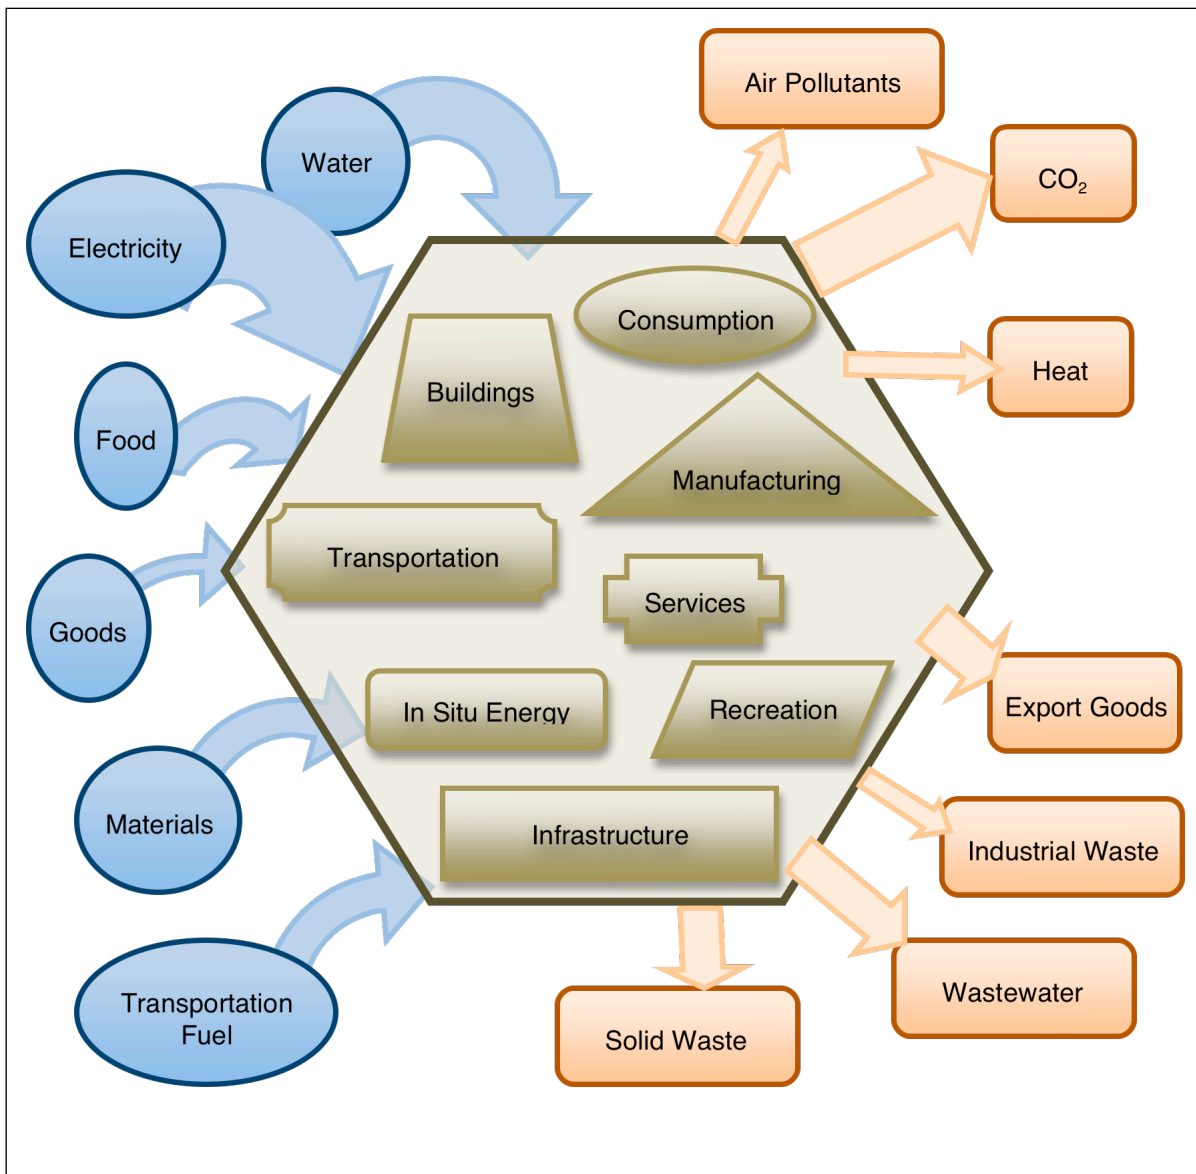 Air Pollutants
Water
CO₂
Electricity
Consumption
Heat
Buildings
Food
Manufacturing
Transportation
Services
Goods
In Situ Energy
Recreation
Export Goods
Materials
Infrastructure
Industrial Waste
Transportation
Fuel
Wastewater
Solid Waste